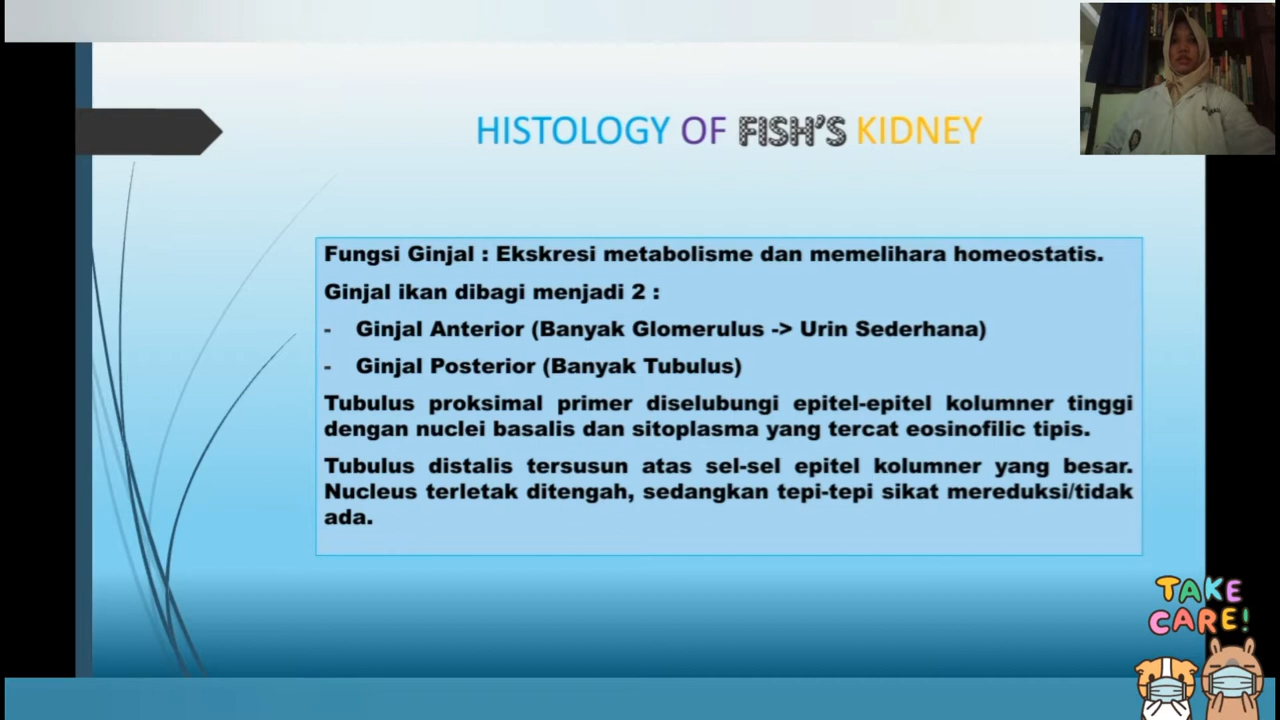 HISTOLOGY OF FISH'S KIDNEY
Fungsi Ginjal : Ekskresi metabolisme dan memelihara homeostatis.
Ginjal ikan dibagi menjadi 2 :
- Ginjal Anterior (Banyak Glomerulus -> Urin Sederhana)
- Ginjal Posterior (Banyak Tubulus)
Tubulus proksimal primer diselubungi epitel-epitel kolumner tinggi
dengan nuclei basalis dan sitoplasma yang tercat eosinofilic tipis.
Tubulus distalis tersusun atas sel-sel epitel kolumner yang besar.
Nucleus terletak ditengah, sedangkan tepi-tepi sikat mereduksi/tidak
ada.
TAKE
CARE!